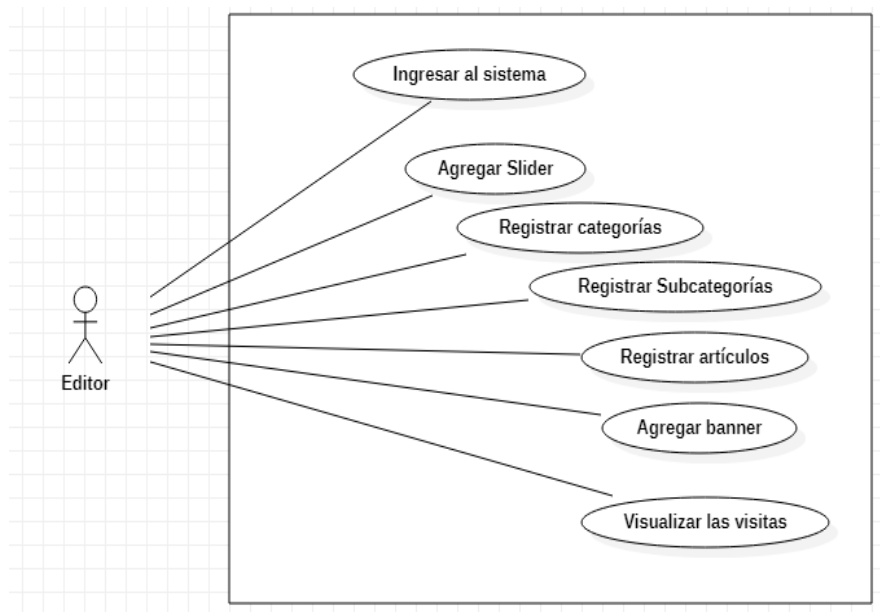 Ingresar al sistema
Agregar Slider
Registrar categorías
Registrar Subcategorías
Registrar artículos
Agregar banner
Visualizar las visitas
Editor